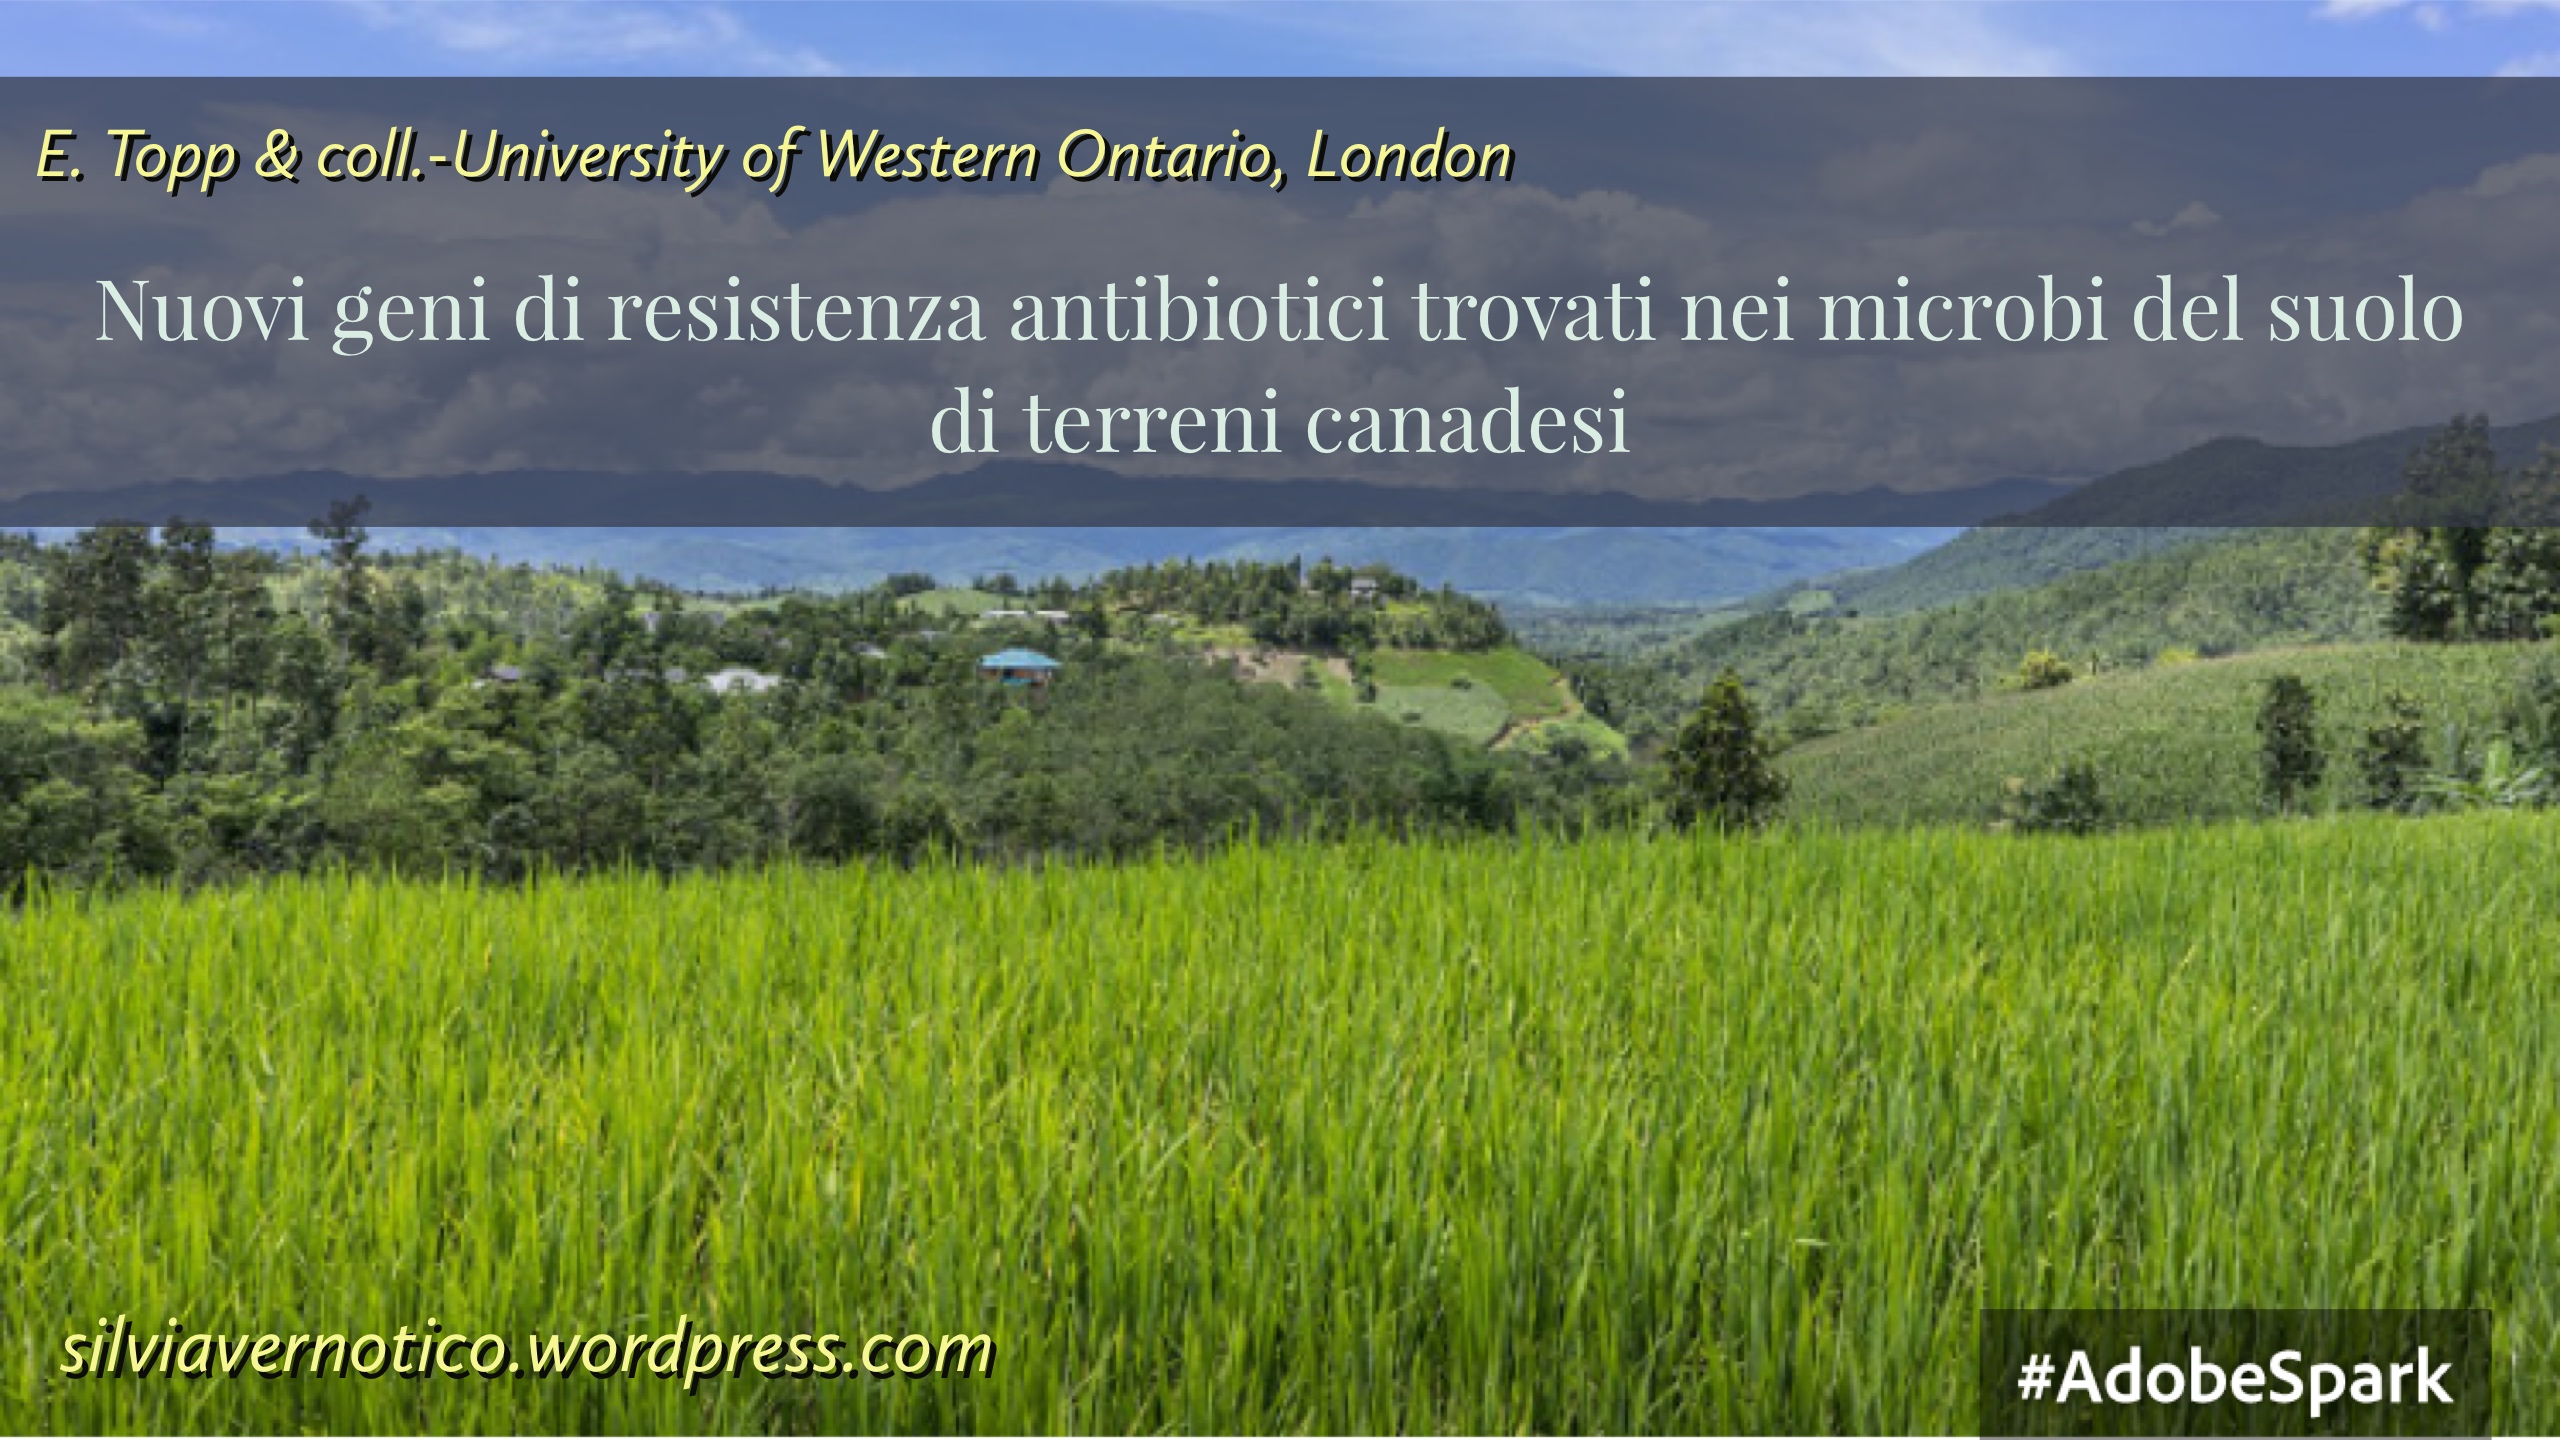 E. Topp & coll.-University of Western Ontario, London
Nuovi geni di resistenza antibiotici trovati nei microbi del suolo
di terreni canadesi
silviavernotico.wordpress.com
#AdobeSpark